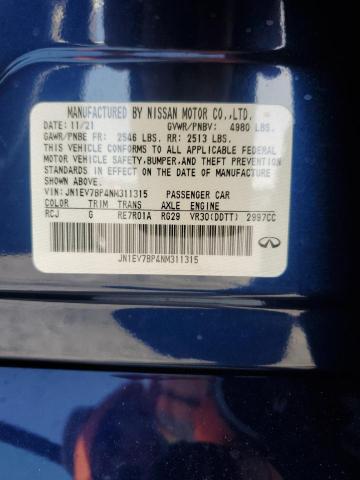 MANUFACTURED BY NISSAN MOTOR CO.,LTD.
DATE: 11/21 GVWR/PNBV: 4980 LBS.
GAWR/PNBE FR: 2546 LBS. RR: 2513 LBS.
THIS VEHICLE CONFORMS TO ALL APPLICABLE FEDERAL
MOTOR VEHICLE SAFETY,BUMPER,AND THEFT PREVENTION
STANDARDS IN EFFECT ON THE DATE OF MANUFACTURE
SHOWN ABOVE.
VIN: JN1EV7BP4NM311315 PASSENGER CAR
COLOR TRIM TRANS AXLE ENGINE
RCJ G RE7R01A RG29 VR30(DDTT) 2997CC
JN1EV7BP4NM311315